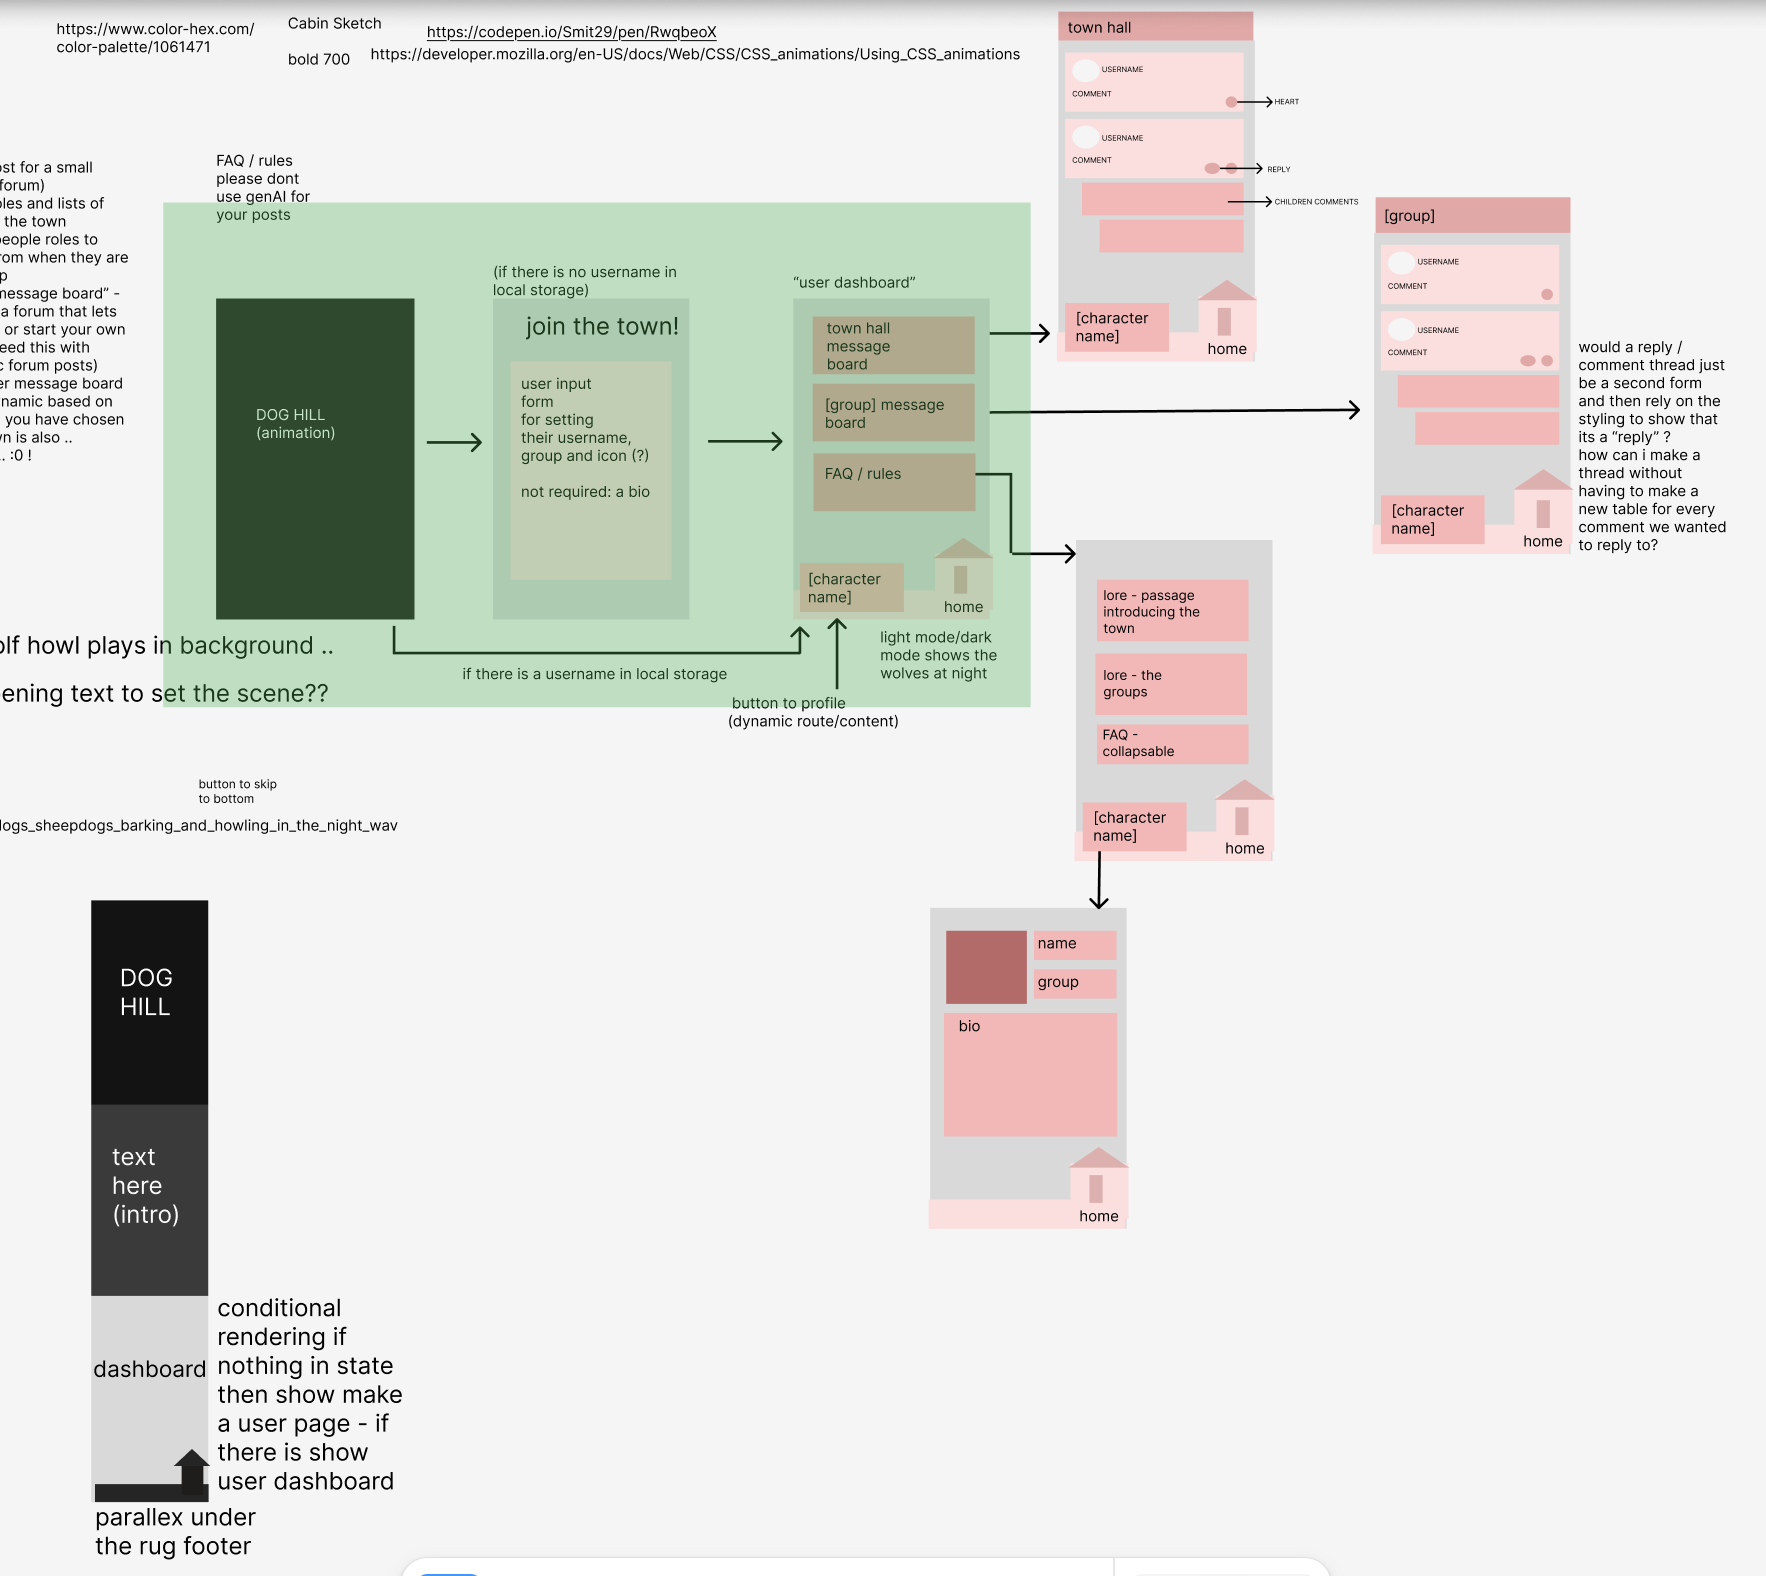 https://www.color-hex.com/
color-palette/1061471
Cabin Sketch
bold 700
https://codepen.io/Smit29/pen/RwqbeoX
https://developer.mozilla.org/en-US/docs/Web/CSS/CSS_animations/Using_CSS_animations
ost for a small
forum)
oles and lists of
the town
people roles to
rom when they are
p
message board” -
a forum that lets
or start your own
eed this with
c forum posts)
er message board
namic based on
you have chosen
wn is also ..
.. :0 !
FAQ / rules
please dont
use genAI for
your posts
DOG HILL
(animation)
(if there is no username in
local storage)
join the town!
user input
form
for setting
their username,
group and icon (?)
not required: a bio
“user dashboard”
town hall
message
board
[group] message
board
FAQ / rules
[character
name]
home
if there is a username in local storage
light mode/dark
mode shows the
wolves at night
button to profile
(dynamic route/content)
olf howl plays in background ..
ening text to set the scene??
button to skip
to bottom
dogs_sheepdogs_barking_and_howling_in_the_night_wav
town hall
USERNAME
COMMENT
HEART
USERNAME
COMMENT
REPLY
CHILDREN COMMENTS
[character
name]
home
[group]
USERNAME
COMMENT
USERNAME
COMMENT
[character
name]
home
would a reply /
comment thread just
be a second form
and then rely on the
styling to show that
its a “reply” ?
how can i make a
thread without
having to make a
new table for every
comment we wanted
to reply to?
lore - passage
introducing the
town
lore - the
groups
FAQ -
collapsable
[character
name]
home
name
group
bio
home
DOG
HILL
text
here
(intro)
dashboard
conditional
rendering if
nothing in state
then show make
a user page - if
there is show
user dashboard
parallex under
the rug footer